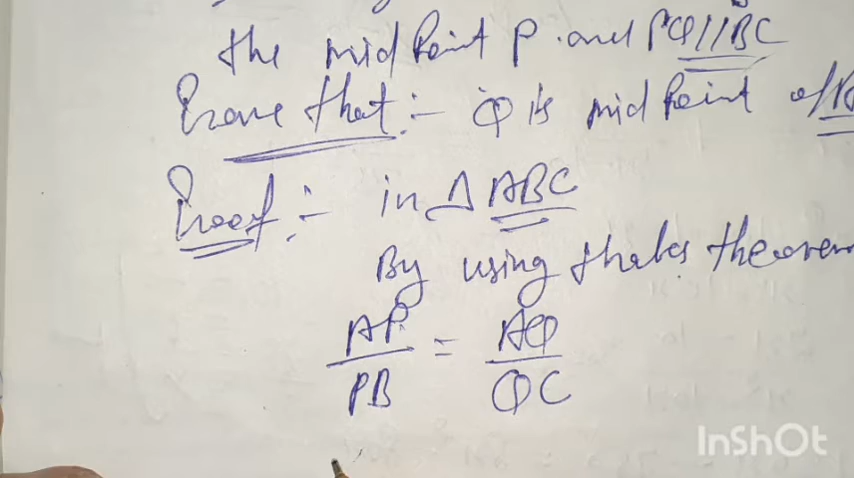 the mid Point P. and PQ//BC
Prove that:- Q is mid Point of A
Proof:- in Δ ABC
By using thales theorem
AP/PB = AQ/QC
InShOt